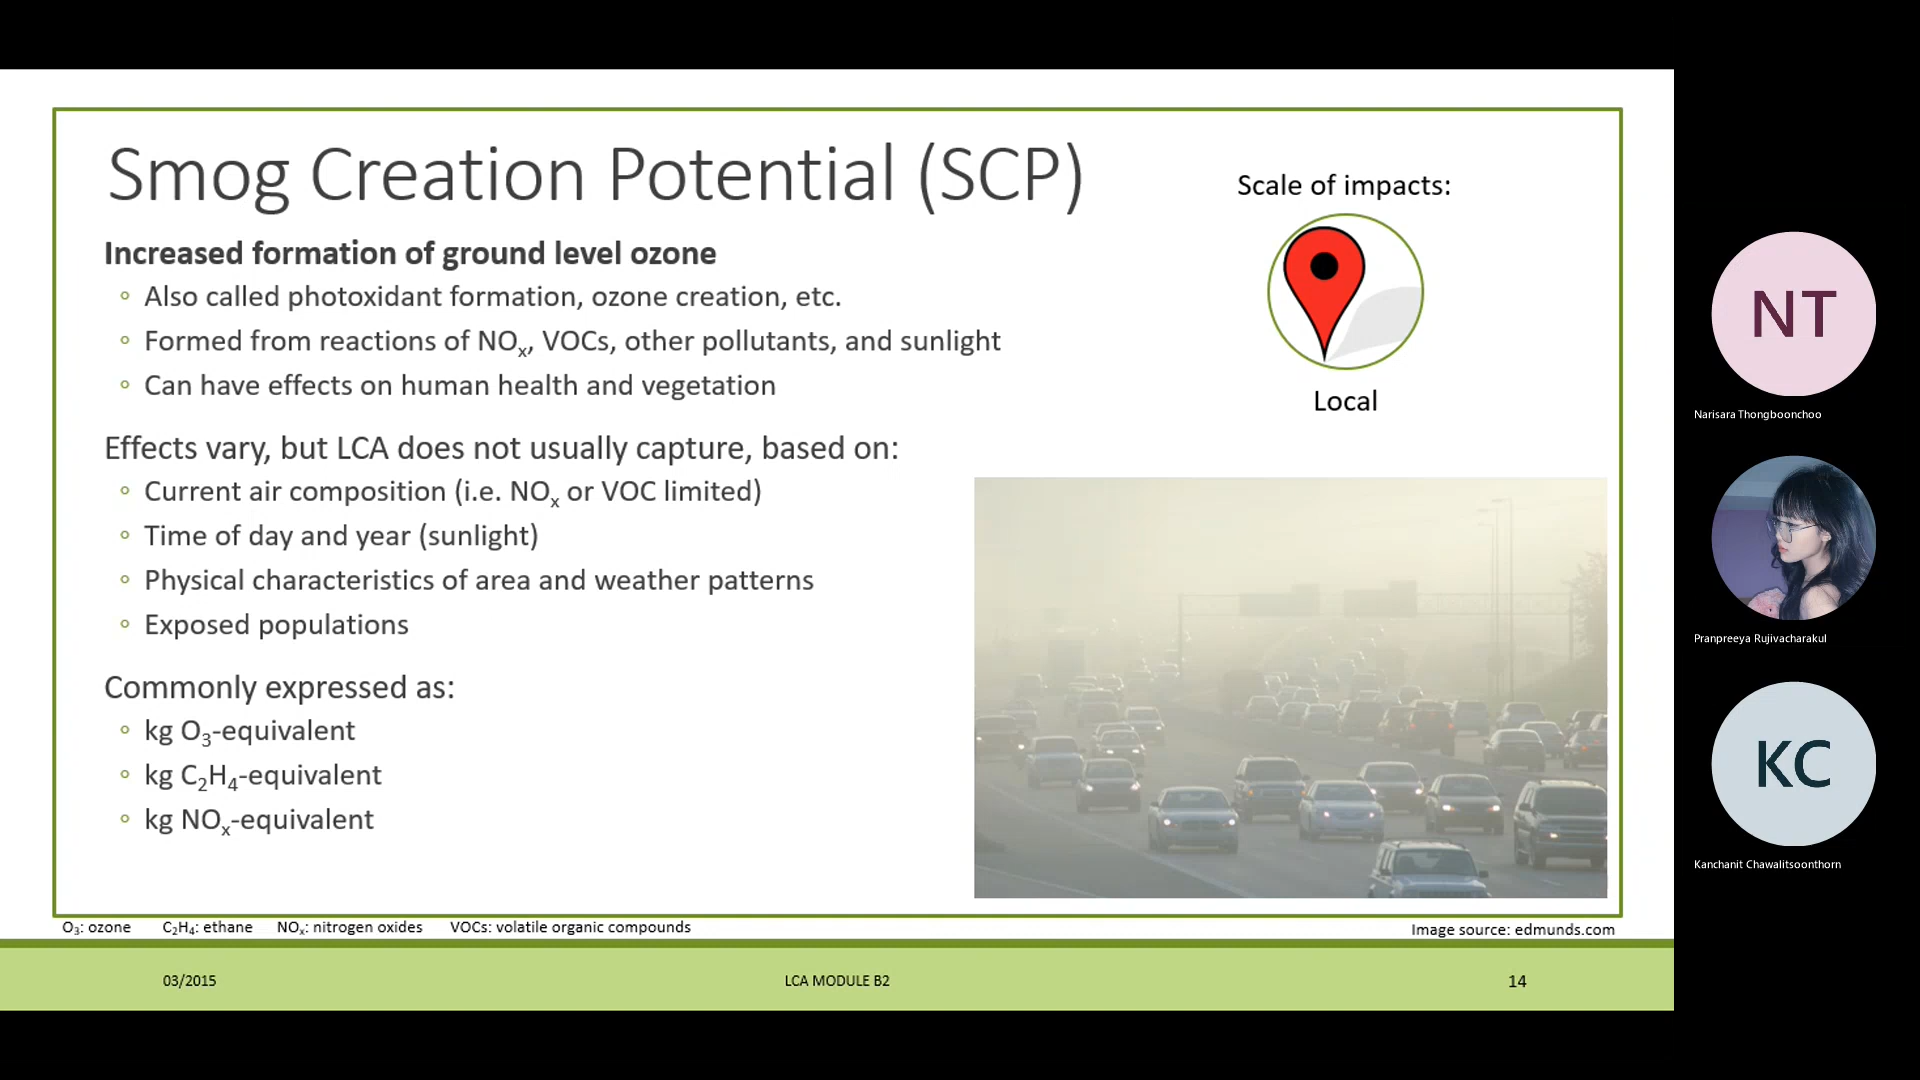 Smog Creation Potential (SCP)
Scale of impacts:
Local
Increased formation of ground level ozone
◦ Also called photoxidant formation, ozone creation, etc.
◦ Formed from reactions of NOx, VOCs, other pollutants, and sunlight
◦ Can have effects on human health and vegetation
Effects vary, but LCA does not usually capture, based on:
◦ Current air composition (i.e. NOx or VOC limited)
◦ Time of day and year (sunlight)
◦ Physical characteristics of area and weather patterns
◦ Exposed populations
Commonly expressed as:
◦ kg O3-equivalent
◦ kg C2H4-equivalent
◦ kg NOx-equivalent
O3: ozone C2H4: ethane NOx: nitrogen oxides VOCs: volatile organic compounds
Image source: edmunds.com
03/2015 LCA MODULE B2 14
NT
Narisara Thongboonchoo
Pranpreeya Rujivacharakul
KC
Kanchanit Chawalitsoonthorn